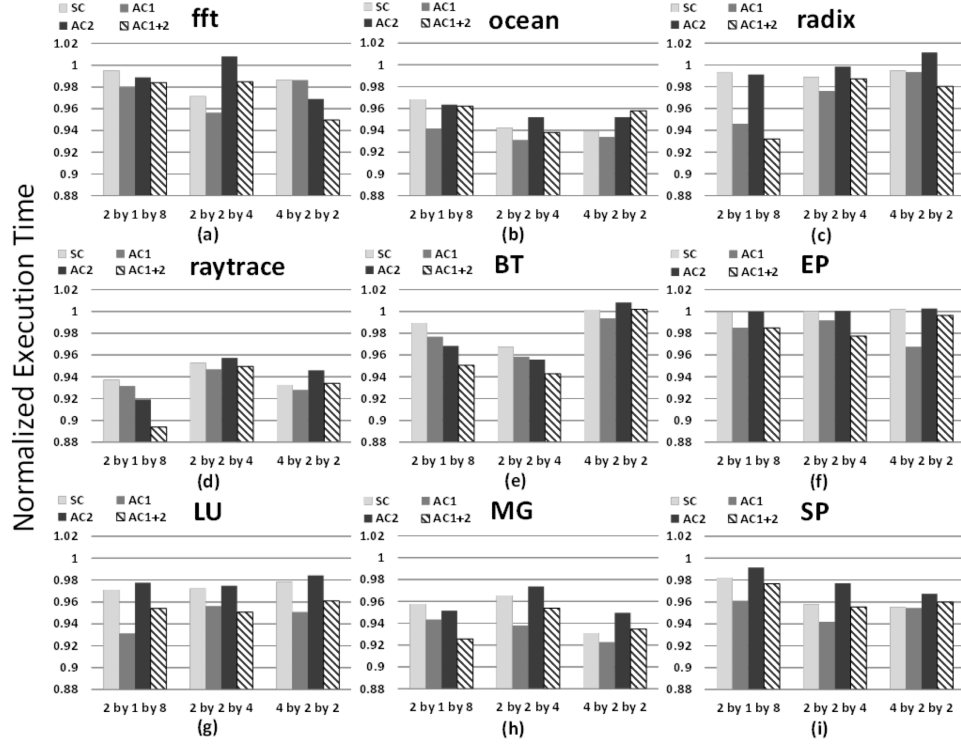 Normalized Execution Time
SC AC1
AC2 AC1+2
fft
1.02
1
0.98
0.96
0.94
0.92
0.9
0.88
2 by 1 by 8 2 by 2 by 4 4 by 2 by 2
(a)
SC AC1
AC2 AC1+2
ocean
1.02
1
0.98
0.96
0.94
0.92
0.9
0.88
2 by 1 by 8 2 by 2 by 4 4 by 2 by 2
(b)
SC AC1
AC2 AC1+2
radix
1.02
1
0.98
0.96
0.94
0.92
0.9
0.88
2 by 1 by 8 2 by 2 by 4 4 by 2 by 2
(c)
SC AC1
AC2 AC1+2
raytrace
1.02
1
0.98
0.96
0.94
0.92
0.9
0.88
2 by 1 by 8 2 by 2 by 4 4 by 2 by 2
(d)
SC AC1
AC2 AC1+2
BT
1.02
1
0.98
0.96
0.94
0.92
0.9
0.88
2 by 1 by 8 2 by 2 by 4 4 by 2 by 2
(e)
SC AC1
AC2 AC1+2
EP
1.02
1
0.98
0.96
0.94
0.92
0.9
0.88
2 by 1 by 8 2 by 2 by 4 4 by 2 by 2
(f)
SC AC1
AC2 AC1+2
LU
1.02
1
0.98
0.96
0.94
0.92
0.9
0.88
2 by 1 by 8 2 by 2 by 4 4 by 2 by 2
(g)
SC AC1
AC2 AC1+2
MG
1.02
1
0.98
0.96
0.94
0.92
0.9
0.88
2 by 1 by 8 2 by 2 by 4 4 by 2 by 2
(h)
SC AC1
AC2 AC1+2
SP
1.02
1
0.98
0.96
0.94
0.92
0.9
0.88
2 by 1 by 8 2 by 2 by 4 4 by 2 by 2
(i)